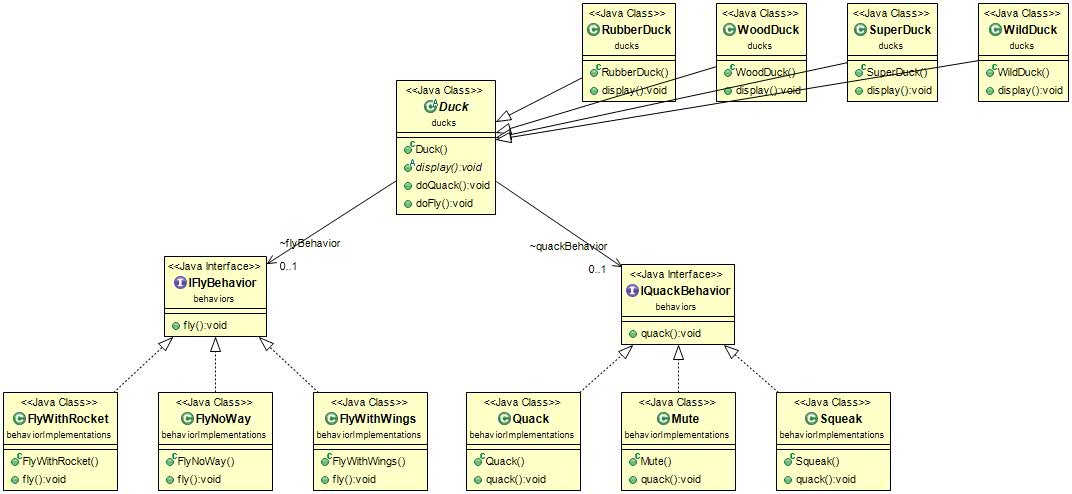 <<Java Class>>
RubberDuck
ducks
RubberDuck()
display():void
<<Java Class>>
WoodDuck
ducks
WoodDuck()
display():void
<<Java Class>>
SuperDuck
ducks
SuperDuck()
display():void
<<Java Class>>
WildDuck
ducks
WildDuck()
display():void
<<Java Class>>
Duck
ducks
Duck()
display():void
doQuack():void
doFly():void
~flyBehavior
0..1
~quackBehavior
0..1
<<Java Interface>>
IFlyBehavior
behaviors
fly():void
<<Java Interface>>
IQuackBehavior
behaviors
quack():void
<<Java Class>>
FlyWithRocket
behaviorImplementations
FlyWithRocket()
fly():void
<<Java Class>>
FlyNoWay
behaviorImplementations
FlyNoWay()
fly():void
<<Java Class>>
FlyWithWings
behaviorImplementations
FlyWithWings()
fly():void
<<Java Class>>
Quack
behaviorImplementations
Quack()
quack():void
<<Java Class>>
Mute
behaviorImplementations
Mute()
quack():void
<<Java Class>>
Squeak
behaviorImplementations
Squeak()
quack():void